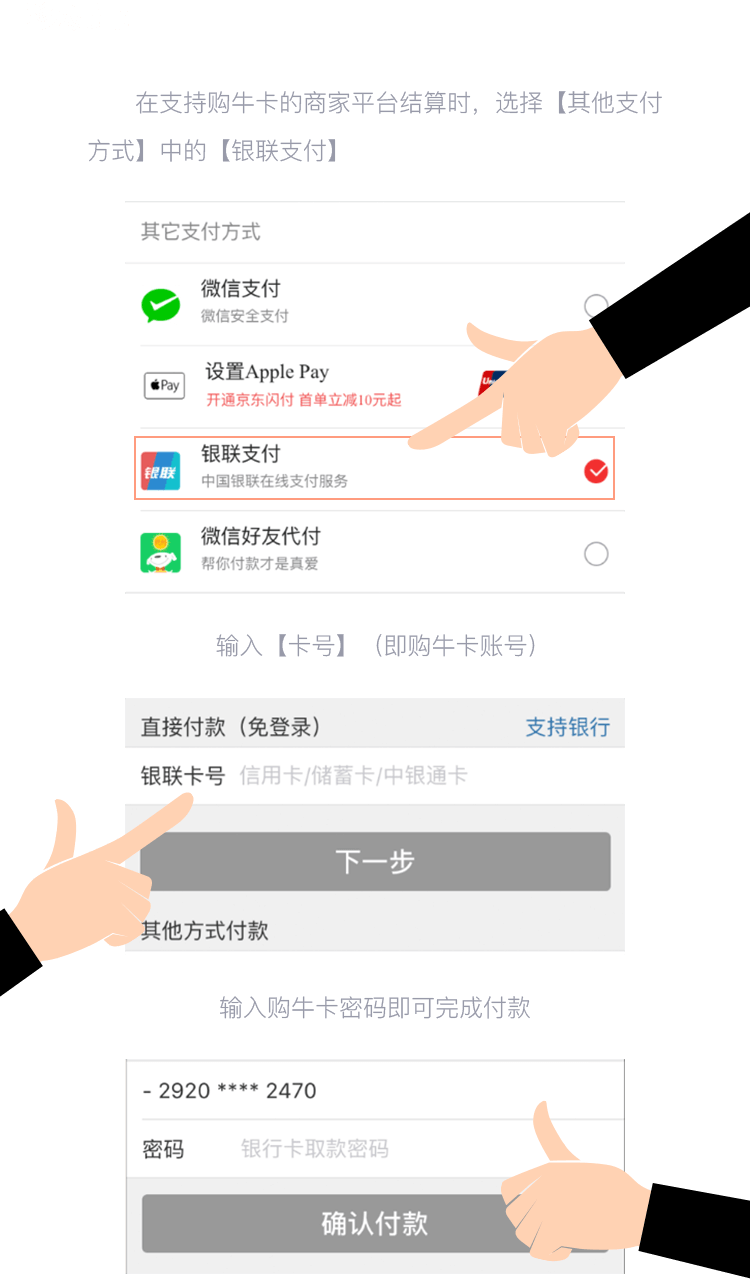 在支持购牛卡的商家平台结算时，选择【其他支付
方式】中的【银联支付】
其它支付方式
微信支付
微信安全支付
Pay
设置Apple Pay
开通京东闪付 首单立减10元起
银联
银联支付
中国银联在线支付服务
微信好友代付
帮你付款才是真爱
输入【卡号】（即购牛卡账号）
直接付款（免登录） 支持银行
银联卡号 信用卡/储蓄卡/中银通卡
下一步
其他方式付款
输入购牛卡密码即可完成付款
- 2920 **** 2470
密码 银行卡取款密码
确认付款